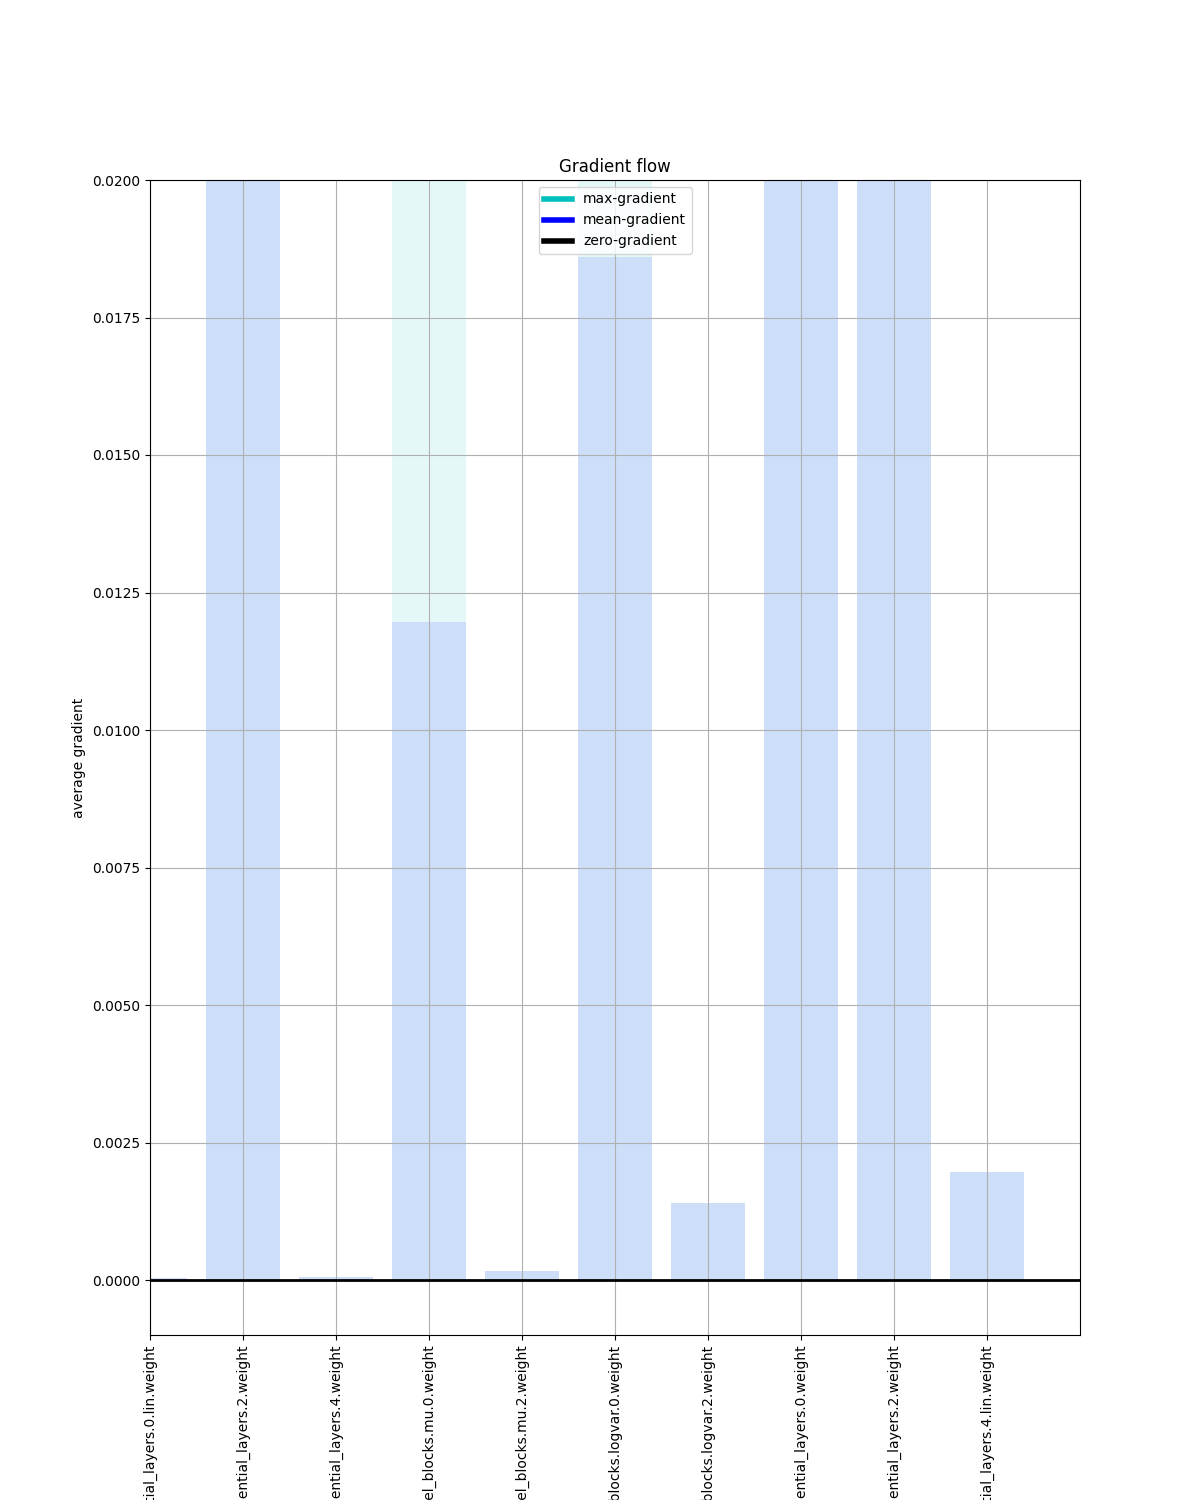 Gradient flow
max-gradient
mean-gradient
zero-gradient
0.0200
0.0175
0.0150
0.0125
0.0100
0.0075
0.0050
0.0025
0.0000
average gradient
tial_layers.0.lin.weight
ential_layers.2.weight
ential_layers.4.weight
el_blocks.mu.0.weight
el_blocks.mu.2.weight
blocks.logvar.0.weight
blocks.logvar.2.weight
ential_layers.0.weight
ential_layers.2.weight
tial_layers.4.lin.weight